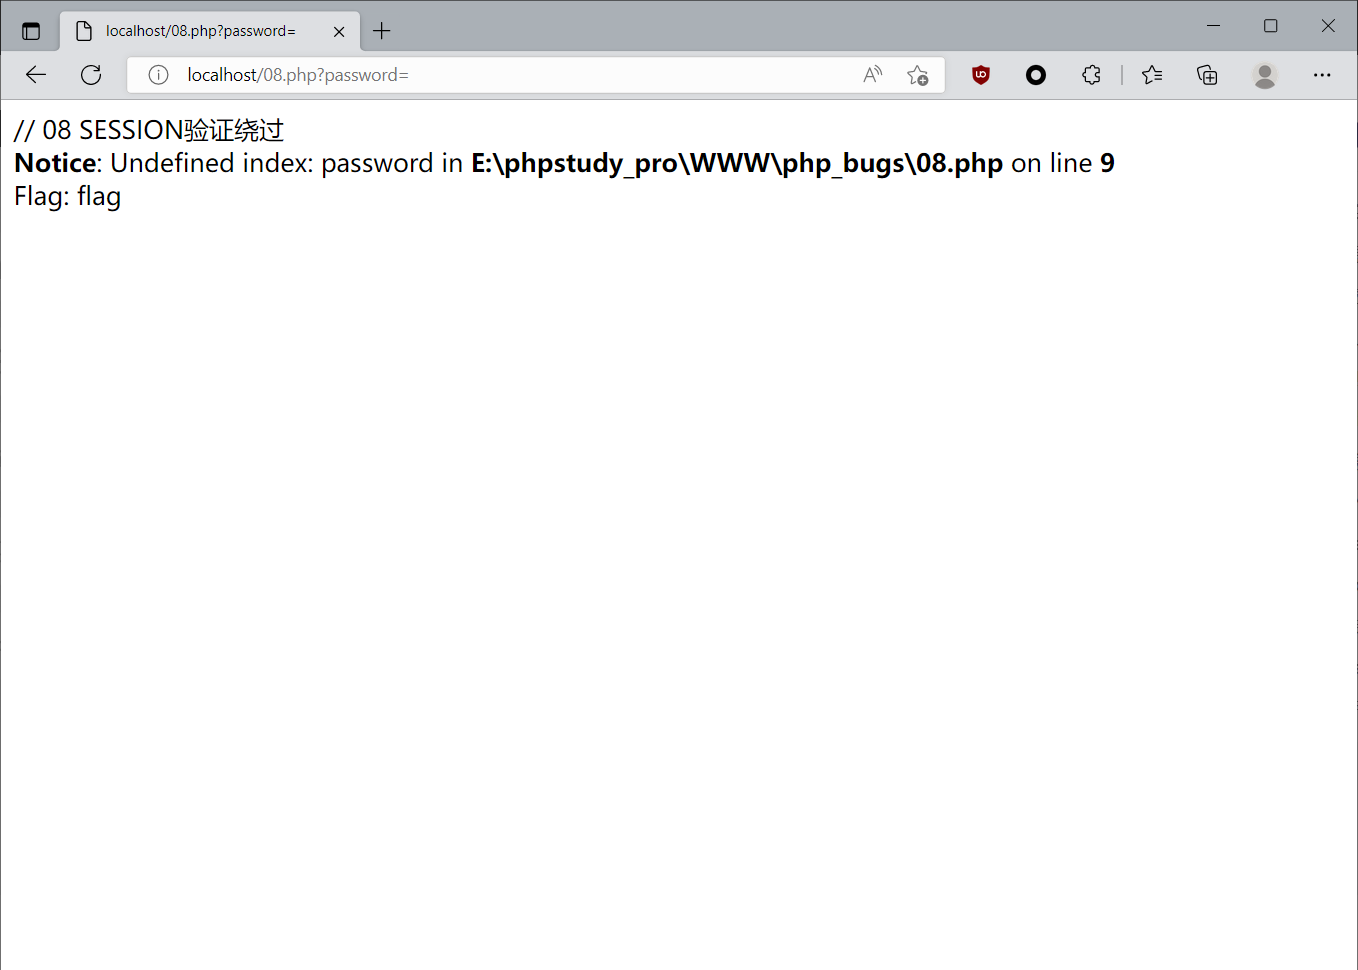 localhost/08.php?password=
localhost/08.php?password=
// 08 SESSION验证绕过
Notice: Undefined index: password in E:\phpstudy_pro\WWW\php_bugs\08.php on line 9
Flag: flag